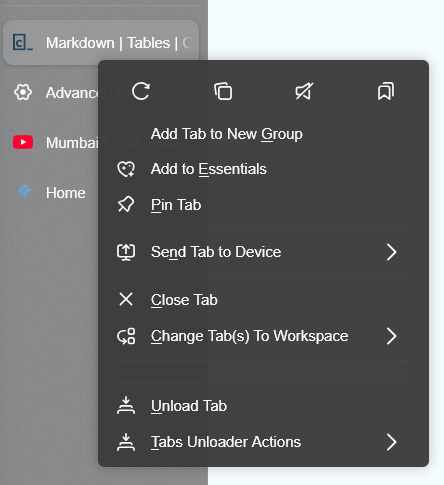 Markdown | Tables |
Add Tab to New Group
Advanc
Add to Essentials
Mumbai
Pin Tab
Home
Send Tab to Device
Close Tab
Change Tab(s) To Workspace
Unload Tab
Tabs Unloader Actions